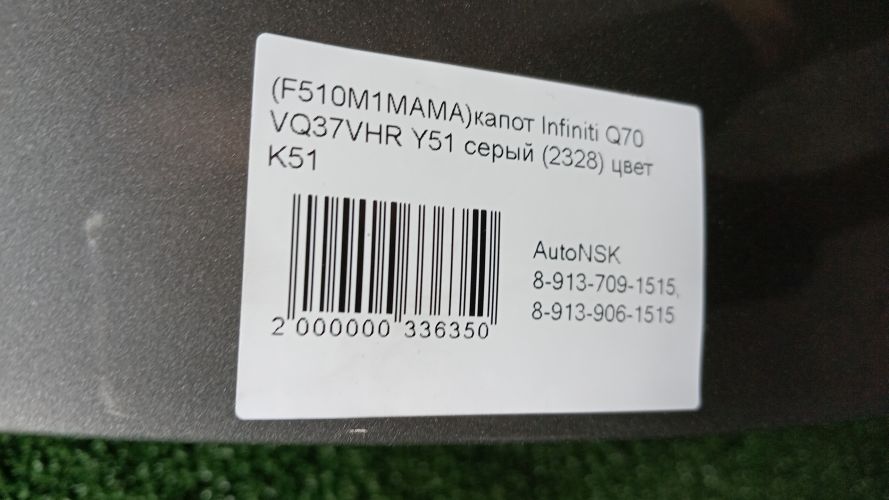 (F510M1MAMA)капот Infiniti Q70
VQ37VHR Y51 серый (2328) цвет
K51
AutoNSK
8-913-709-1515,
8-913-906-1515
2 000000 336350